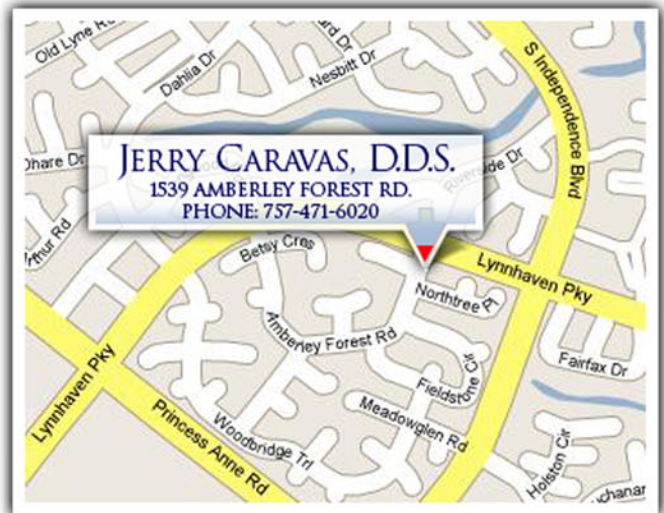 Old Lyne Rd
Dahlia Dr
Nesbitt Dr
S Independence Blvd
JERRY CARAVAS, D.D.S.
1539 AMBERLEY FOREST RD.
PHONE: 757-471-6020
Riverside Dr
Betsy Cres
Lynnhaven Pky
Northtree Pl
Amberley Forest Rd
Fairfax Dr
Fieldstone Cir
Lynnhaven Pky
Meadowglen Rd
Princess Anne Rd
Woodbridge Trl
Holston Cir